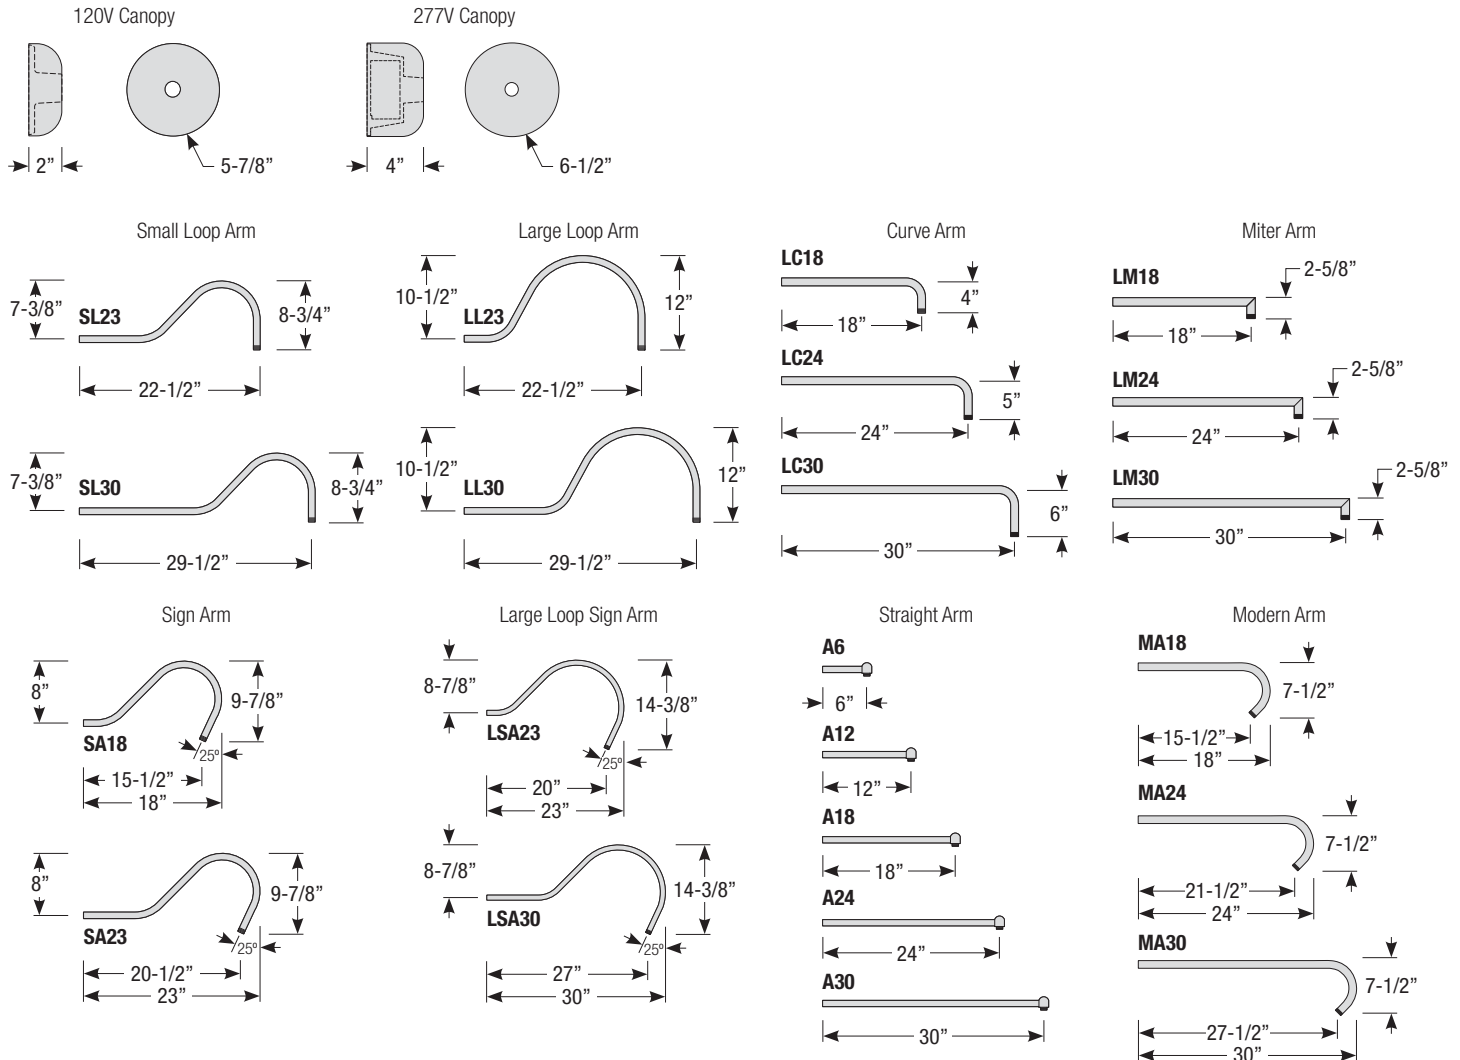 120V Canopy
277V Canopy
2”
5-7/8”
4”
6-1/2”
Small Loop Arm
Large Loop Arm
Curve Arm
Miter Arm
7-3/8”
SL23
8-3/4”
22-1/2”
7-3/8”
SL30
8-3/4”
29-1/2”
10-1/2”
LL23
12”
22-1/2”
10-1/2”
LL30
12”
29-1/2”
LC18
4”
18”
LC24
5”
24”
LC30
6”
30”
LM18
2-5/8”
18”
LM24
2-5/8”
24”
LM30
2-5/8”
30”
Sign Arm
Large Loop Sign Arm
Straight Arm
Modern Arm
8”
SA18
9-7/8”
25º
15-1/2”
18”
8”
SA23
9-7/8”
25º
20-1/2”
23”
8-7/8”
LSA23
14-3/8”
25º
20”
23”
8-7/8”
LSA30
14-3/8”
25º
27”
30”
A6
6”
A12
12”
A18
18”
A24
24”
A30
30”
MA18
7-1/2”
15-1/2”
18”
MA24
7-1/2”
21-1/2”
24”
MA30
7-1/2”
27-1/2”
30”